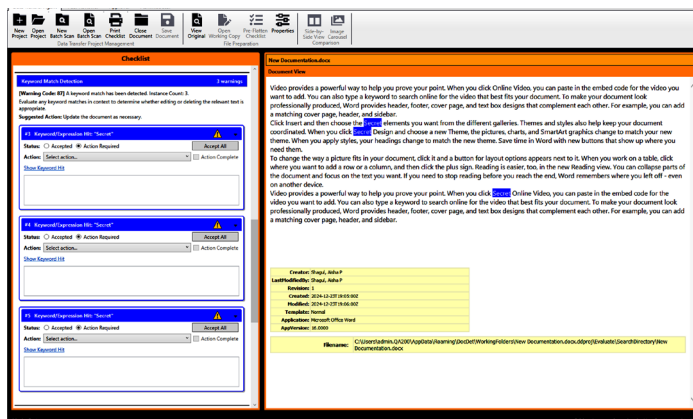 New Project
Open Project
New Batch Scan
Open Batch Scan
Print Checklist
Close Document
Save Document
View Original
Open Working Copy
Pre-Flatten Checklist
Properties
Side-by-Side View
Image Carousel
Data Transfer Project Management
File Preparation
Comparison
Checklist
Keyword Match Detection 3 warnings
[Warning Code: 87] A keyword match has been detected. Instance Count: 3.
Evaluate any keyword matches in context to determine whether editing or deleting the relevant text is
appropriate.
Suggested Action: Update the document as necessary.
#3 Keyword/Expression Hit: "Secret"
Status: Accepted Action Required Accept All
Action: Select action... Action Complete
Show Keyword Hit
#4 Keyword/Expression Hit: "Secret"
Status: Accepted Action Required Accept All
Action: Select action... Action Complete
Show Keyword Hit
#5 Keyword/Expression Hit: "Secret"
Status: Accepted Action Required Accept All
Action: Select action... Action Complete
Show Keyword Hit
New Documentation.docx
Document View
Video provides a powerful way to help you prove your point. When you click Online Video, you can paste in the embed code for the video you
want to add. You can also type a keyword to search online for the video that best fits your document. To make your document look
professionally produced, Word provides header, footer, cover page, and text box designs that complement each other. For example, you can add
a matching cover page, header, and sidebar.
Click Insert and then choose the Secret elements you want from the different galleries. Themes and styles also help keep your document
coordinated. When you click Secret Design and choose a new Theme, the pictures, charts, and SmartArt graphics change to match your new
theme. When you apply styles, your headings change to match the new theme. Save time in Word with new buttons that show up where you
need them.
To change the way a picture fits in your document, click it and a button for layout options appears next to it. When you work on a table, click
where you want to add a row or a column, and then click the plus sign. Reading is easier, too, in the new Reading view. You can collapse parts of
the document and focus on the text you want. If you need to stop reading before you reach the end, Word remembers where you left off - even
on another device.
Video provides a powerful way to help you prove your point. When you click Secret Online Video, you can paste in the embed code for the
video you want to add. You can also type a keyword to search online for the video that best fits your document. To make your document look
professionally produced, Word provides header, footer, cover page, and text box designs that complement each other. For example, you can add
a matching cover page, header, and sidebar.
Creator: Shagul, Aisha P
LastModifiedBy: Shagul, Aisha P
Revision: 1
Created: 2024-12-23T19:05:00Z
Modified: 2024-12-23T19:06:00Z
Template: Normal
Application: Microsoft Office Word
AppVersion: 16.0000
Filename: C:\Users\admin.QA200\AppData\Roaming\DocDet\WorkingFolders\New Documentation.docx.ddproj\Evaluate\SearchDirectory\New
Documentation.docx